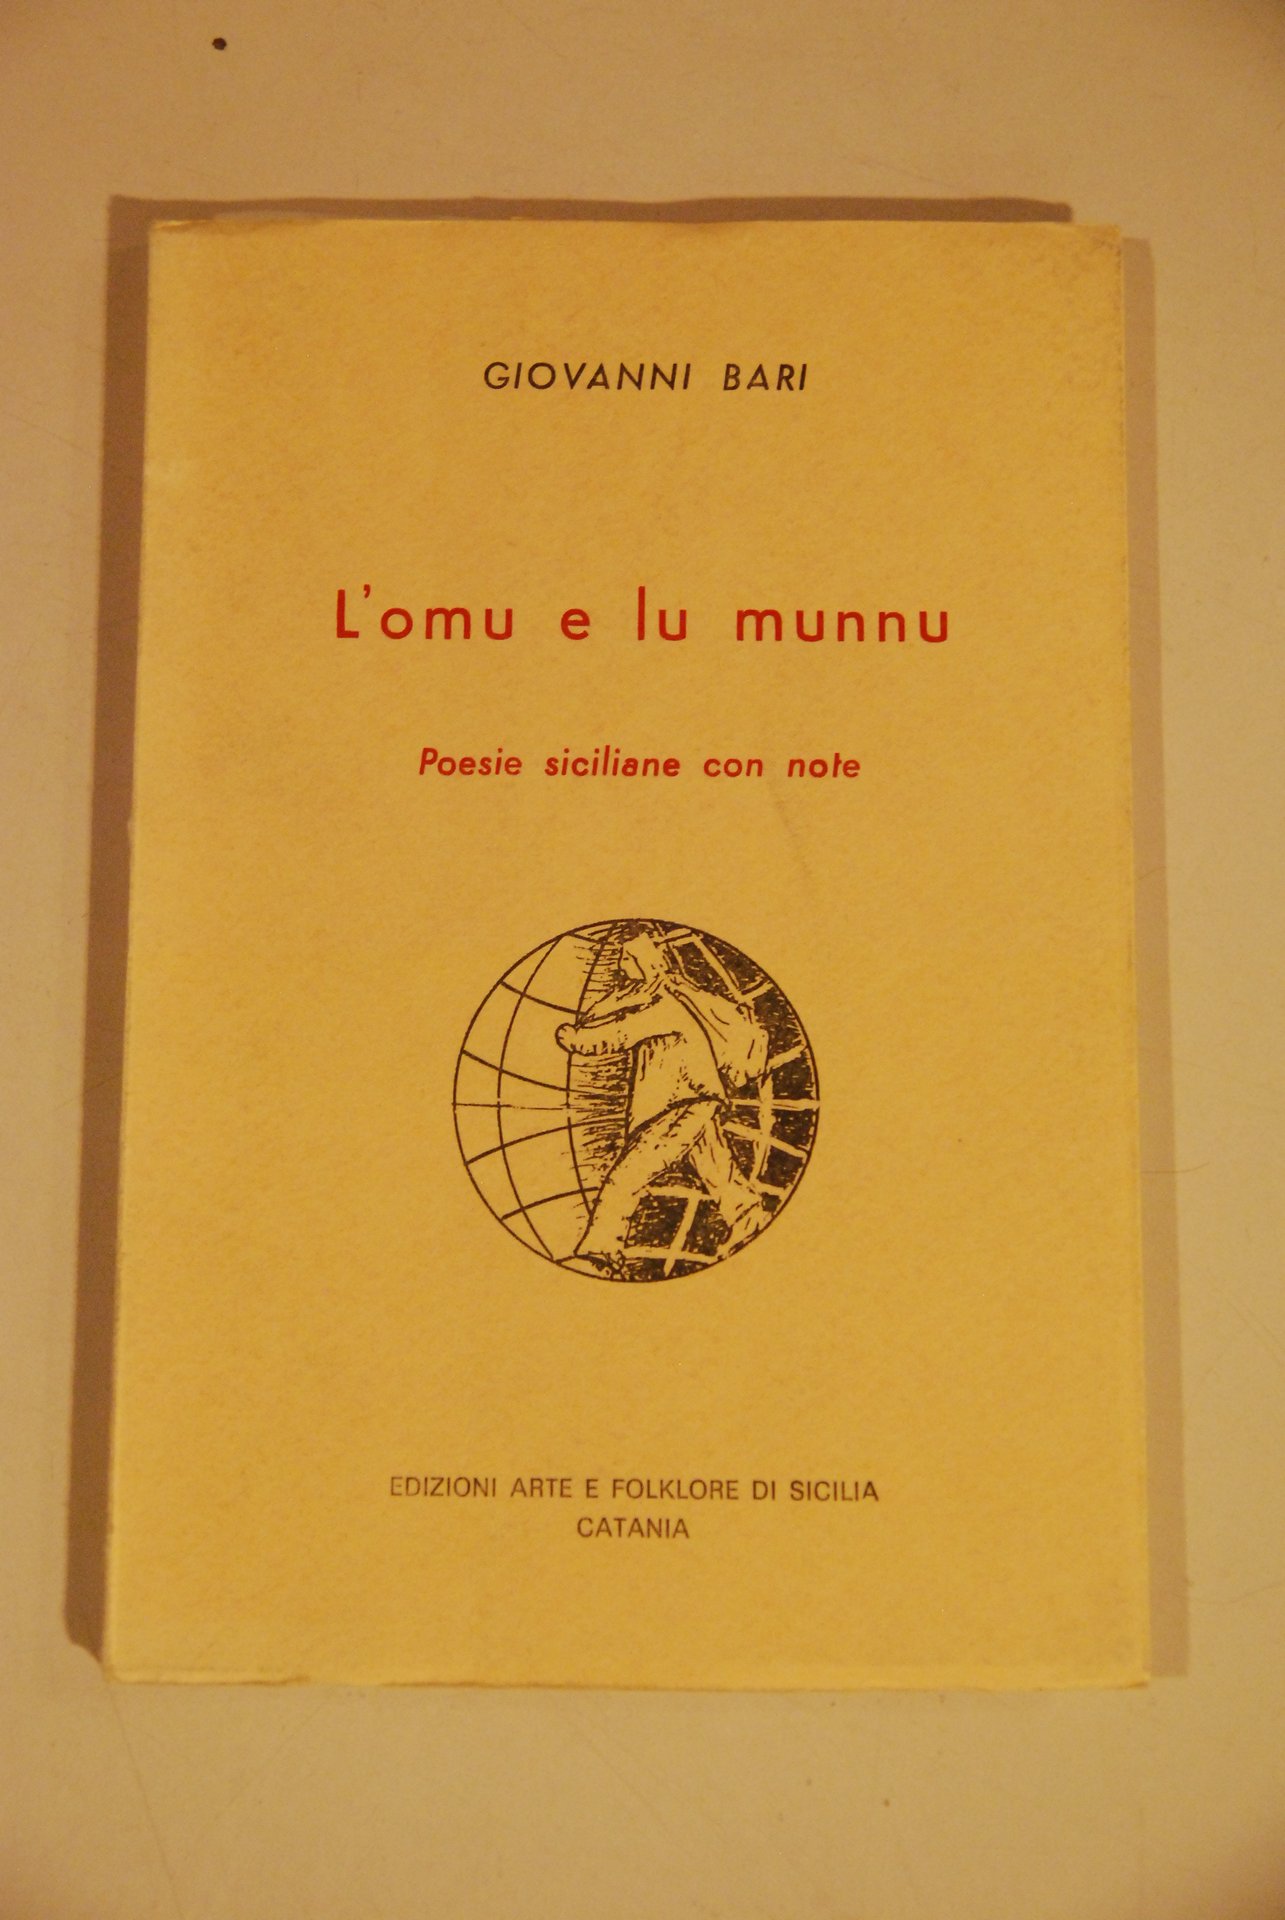 GIOVANNI BARI
L'omu e lu munnu
Poesie siciliane con note
EDIZIONI ARTE E FOLKLORE DI SICILIA
CATANIA